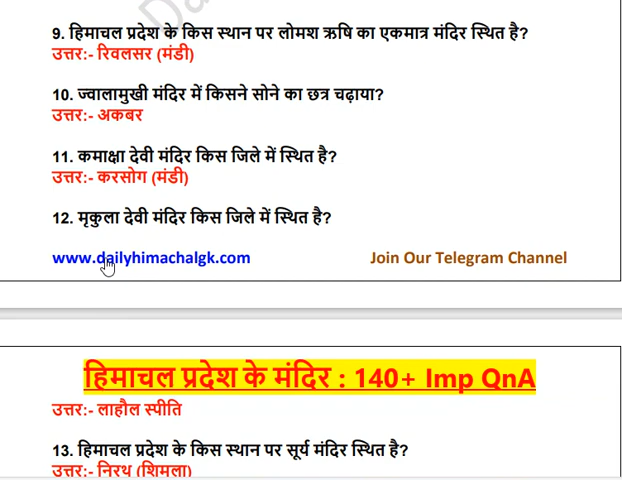 9. हिमाचल प्रदेश के किस स्थान पर लोमश ऋषि का एकमात्र मंदिर स्थित है?
उत्तर:- रिवलसर (मंडी)
10. ज्वालामुखी मंदिर में किसने सोने का छत्र चढ़ाया?
उत्तर:- अकबर
11. कमाक्षा देवी मंदिर किस जिले में स्थित है?
उत्तर:- करसोग (मंडी)
12. मृकुला देवी मंदिर किस जिले में स्थित है?
www.dailyhimachalgk.com Join Our Telegram Channel
हिमाचल प्रदेश के मंदिर : 140+ Imp QnA
उत्तर:- लाहौल स्पीति
13. हिमाचल प्रदेश के किस स्थान पर सूर्य मंदिर स्थित है?
उत्तर:- निरथ (शिमला)